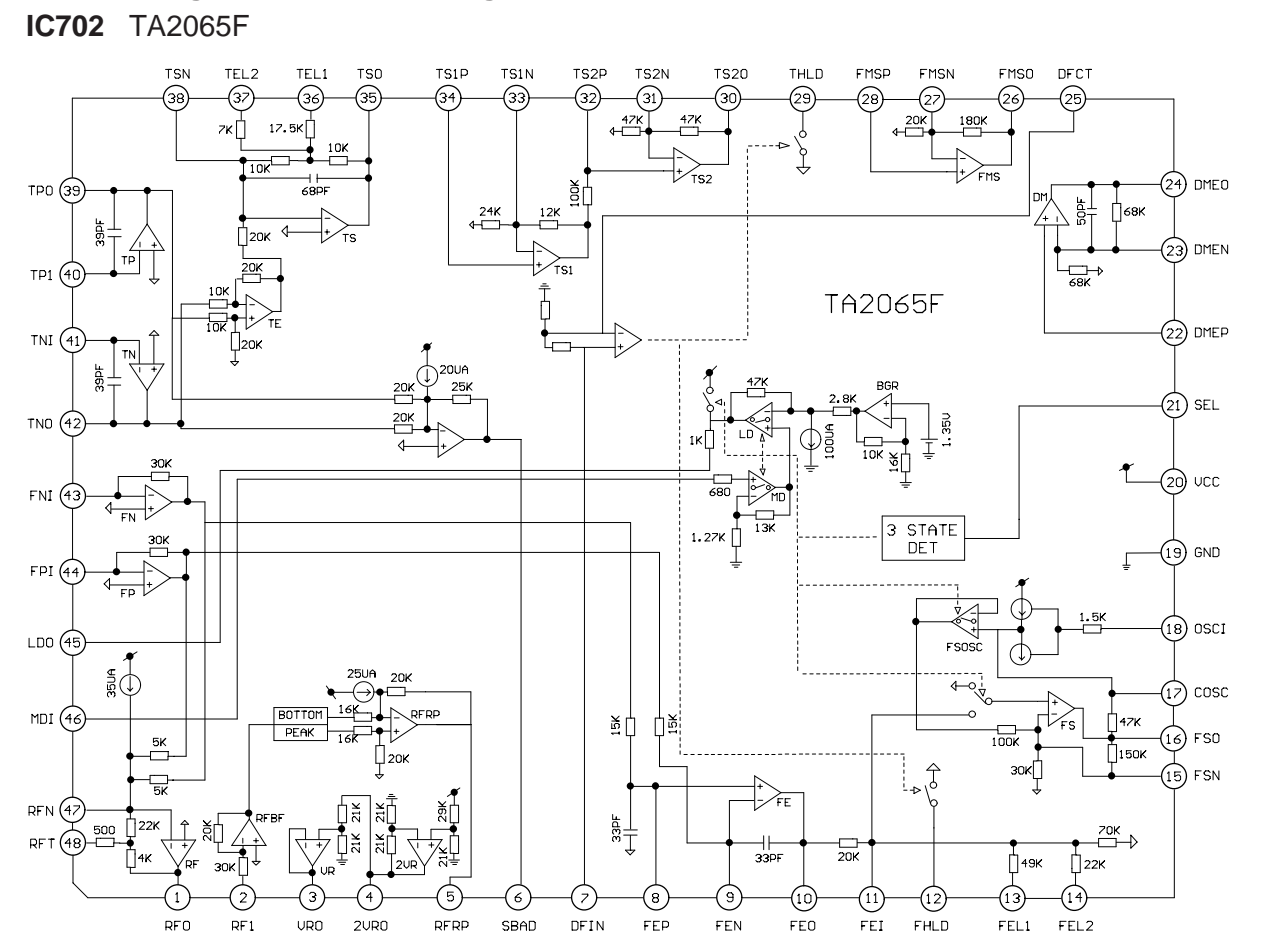 IC702 TA2065F
TSN TEL2 TEL1 TSO TS1P TS1N TS2P TS2N TS2O THLD FMSP FMSN FMSO DFCT
38 37 36 35 34 33 32 31 30 29 28 27 26 25
7K 17.5K 47K 47K 20K 180K
10K 10K
68PF
TS2 FMS
TPO 39 24 DMEO
100K
39PF
TP
DM
50PF
68K
24K 12K
TS
20K
TS1
23 DMEN
TP1 40
20K
68K
10K
TE
10K
20K
TA2065F
TNI 41 22 DMEP
TN
39PF
20UA
20K 25K
47K
2.8K
BGR
21 SEL
TNO 42
20K
LD
1K
100UA
10K
16K
1.35V
30K
FNI 43
FN
680
MD
13K
1.27K
20 VCC
3 STATE
DET
30K
FPI 44
FP
19 GND
LDO 45
FSOSC
1.5K
18 OSCI
35UA
25UA
20K
16K
BOTTOM
PEAK
RFRP
16K
20K
17 COSC
MDI 46
15K
15K
FS
47K
100K
16 FSO
150K
30K
15 FSN
5K
5K
RFN 47
RFT 48
500
22K
4K
RF
20K
RFBF
30K
21K
21K
VR
21K
21K
2VR
29K
21K
FE
33PF
33PF
20K
70K
49K
22K
1 2 3 4 5 6 7 8 9 10 11 12 13 14
RFO RF1 VRO 2VRO RFRP SBAD DFIN FEP FEN FEO FEI FHLD FEL1 FEL2